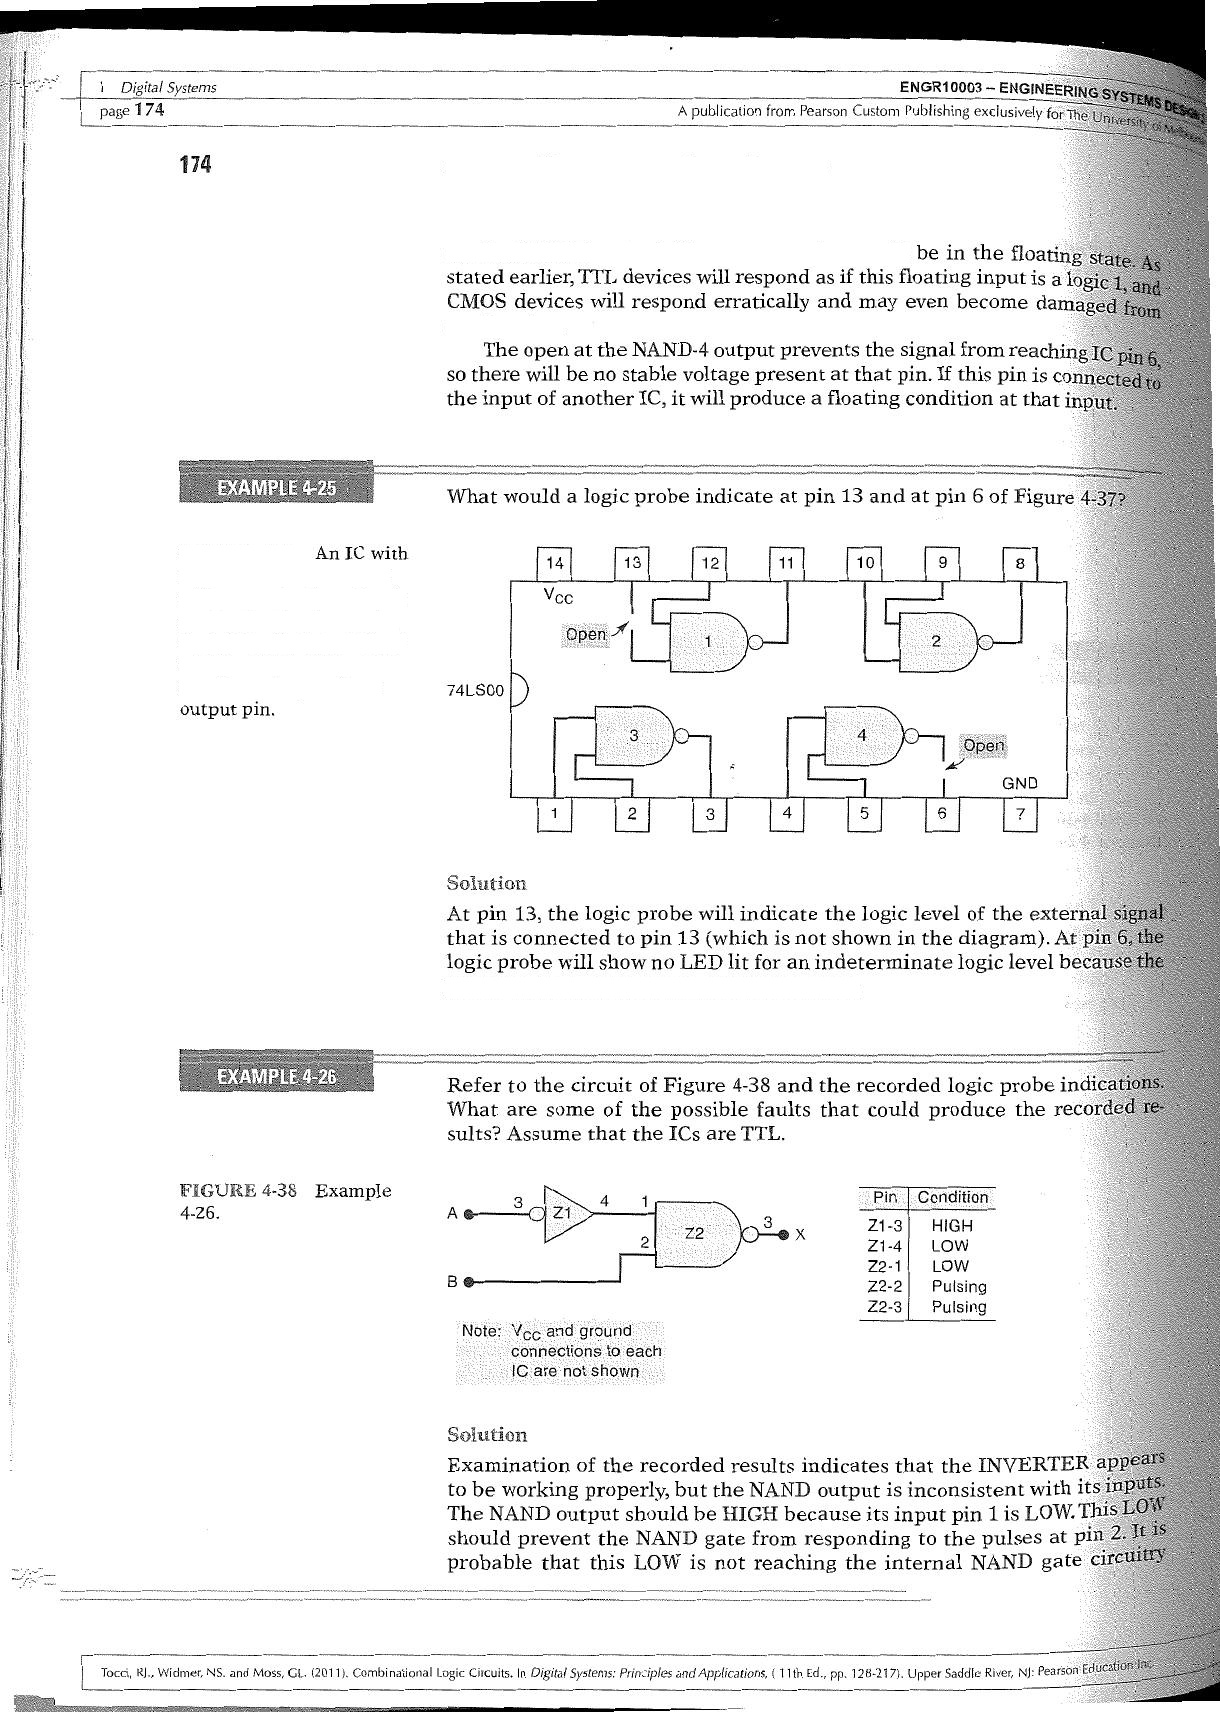 1 Digital Systems
ENGR10003 – ENGINEERING SYSTEMS DESIGN
page 174
A publication from Pearson Custom Publishing exclusively for The University of
174
be in the floating state. As
stated earlier, TTL devices will respond as if this floating input is a logic 1, and
CMOS devices will respond erratically and may even become damaged from
The open at the NAND-4 output prevents the signal from reaching IC pin 6,
so there will be no stable voltage present at that pin. If this pin is connected to
the input of another IC, it will produce a floating condition at that input.
EXAMPLE 4-25
What would a logic probe indicate at pin 13 and at pin 6 of Figure 4-37?
An IC with
output pin.
14 13 12 11 10 9 8
VCC
Open
1 2
74LS00
3 4
Open
GND
1 2 3 4 5 6 7
Solution
At pin 13, the logic probe will indicate the logic level of the external signal
that is connected to pin 13 (which is not shown in the diagram). At pin 6, the
logic probe will show no LED lit for an indeterminate logic level because the
EXAMPLE 4-26
Refer to the circuit of Figure 4-38 and the recorded logic probe indications.
What are some of the possible faults that could produce the recorded re-
sults? Assume that the ICs are TTL.
FIGURE 4-38 Example
4-26.
A 3 Z1 4 1
Z2 3 X
2
B
Note: VCC and ground
connections to each
IC are not shown
Pin Condition
Z1-3 HIGH
Z1-4 LOW
Z2-1 LOW
Z2-2 Pulsing
Z2-3 Pulsing
Solution
Examination of the recorded results indicates that the INVERTER appears
to be working properly, but the NAND output is inconsistent with its inputs.
The NAND output should be HIGH because its input pin 1 is LOW. This LOW
should prevent the NAND gate from responding to the pulses at pin 2. It is
probable that this LOW is not reaching the internal NAND gate circuitry
Tocci, RJ., Widmer, NS. and Moss, GL. (2011). Combinational Logic Circuits. In Digital Systems: Principles and Applications, ( 11th Ed., pp. 128-217). Upper Saddle River, NJ: Pearson Education Inc.